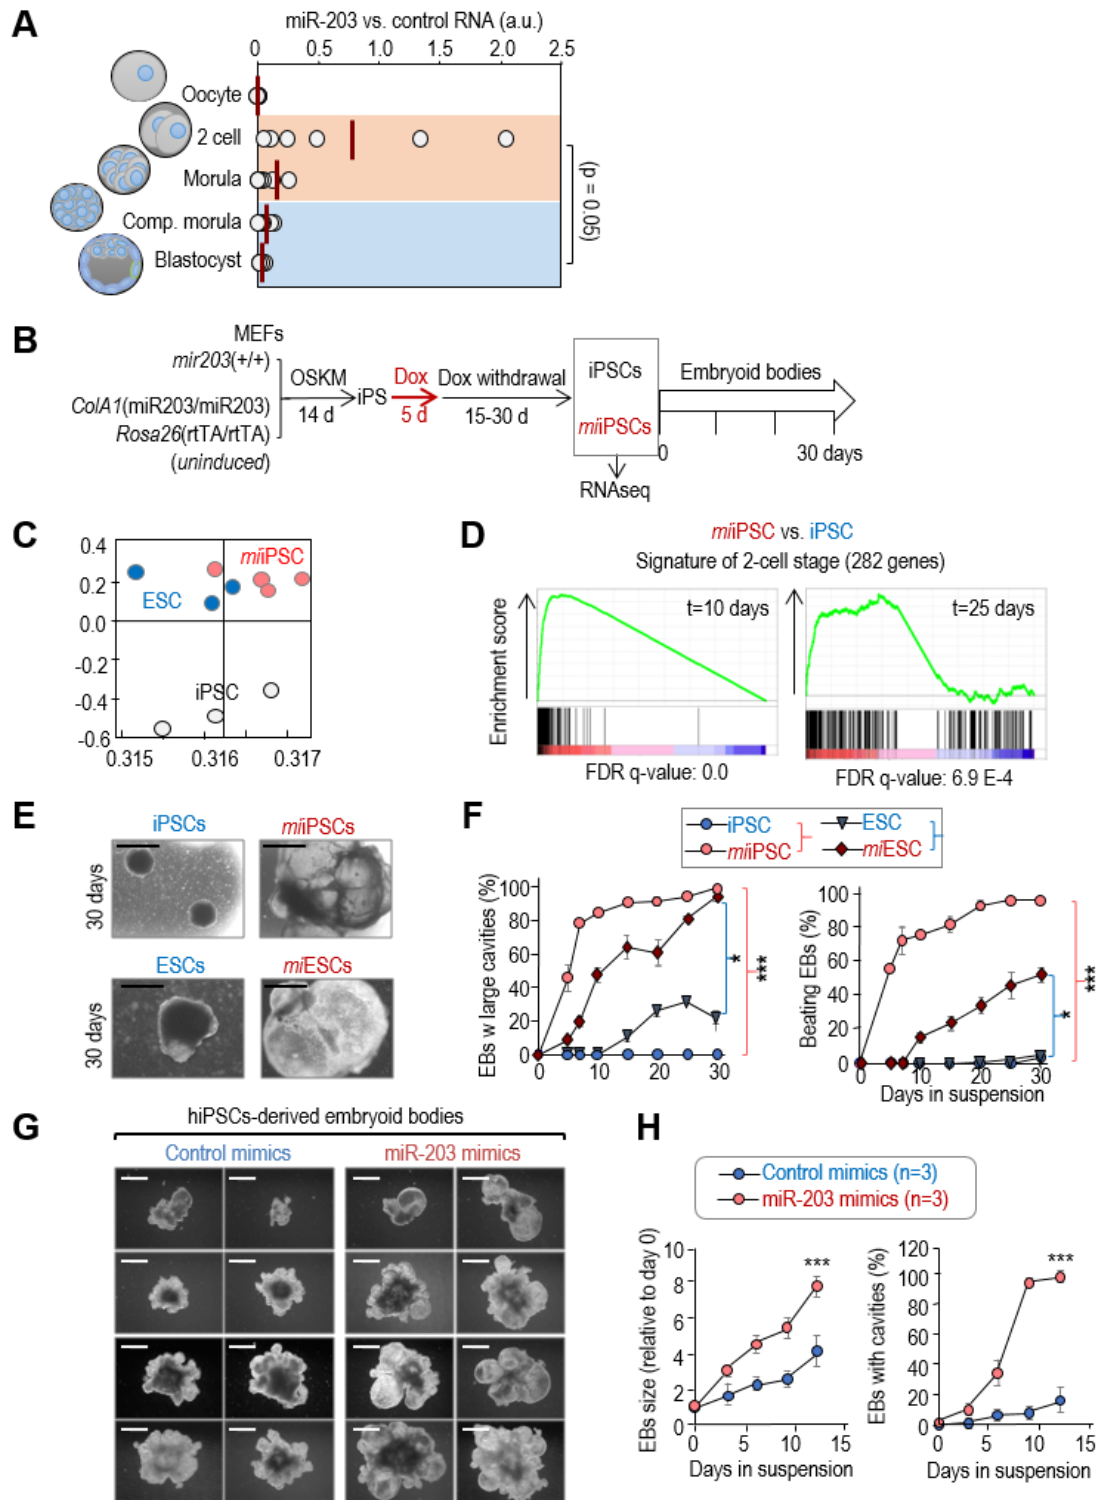 A
miR-203 vs. control RNA (a.u.)
0 0.5 1.0 1.5 2.0 2.5
Oocyte
2 cell
Morula
Comp. morula
Blastocyst
(p = 0.05)
B
MEFs
mir203(+/+)
ColA1(miR203/miR203)
Rosa26(rtTA/rtTA)
(uninduced)
OSKM
14 d
iPS
Dox
5 d
Dox withdrawal
15-30 d
iPSCs
miiPSCs
RNAseq
Embryoid bodies
0 30 days
C
0.4
0.2
0.0
-0.2
-0.4
-0.6
miiPSC
ESC
iPSC
0.315 0.316 0.317
D
miiPSC vs. iPSC
Signature of 2-cell stage (282 genes)
Enrichment score
t=10 days
t=25 days
FDR q-value: 0.0
FDR q-value: 6.9 E-4
E
iPSCs
miiPSCs
30 days
ESCs
miESCs
30 days
F
iPSC
ESC
miiPSC
miESC
EBs w large cavities (%)
100
80
60
40
20
0
0 10 20 30
*
***
Beating EBs (%)
100
80
60
40
20
0
0 10 20 30
*
***
Days in suspension
G
hiPSCs-derived embryoid bodies
Control mimics
miR-203 mimics
H
Control mimics (n=3)
miR-203 mimics (n=3)
EBs size (relative to day 0)
10
8
6
4
2
0
***
0 5 10 15
Days in suspension
EBs with cavities (%)
120
100
80
60
40
20
0
***
0 5 10 15
Days in suspension